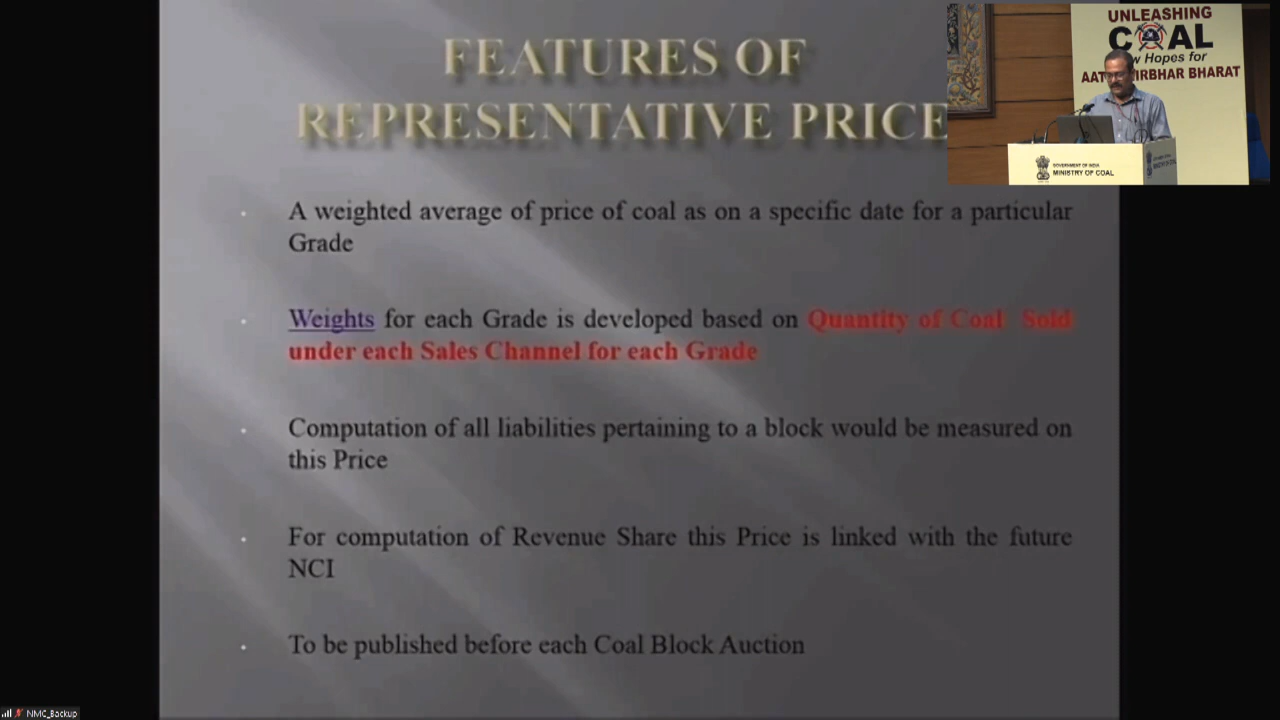 FEATURES OF
REPRESENTATIVE PRICE
A weighted average of price of coal as on a specific date for a particular
Grade
Weights for each Grade is developed based on Quantity of Coal Sold
under each Sales Channel for each Grade
Computation of all liabilities pertaining to a block would be measured on
this Price
For computation of Revenue Share this Price is linked with the future
NCI
To be published before each Coal Block Auction
UNLEASHING
COAL
Hopes for
BHARAT
GOVERNMENT OF INDIA
MINISTRY OF COAL
NMC_Backup